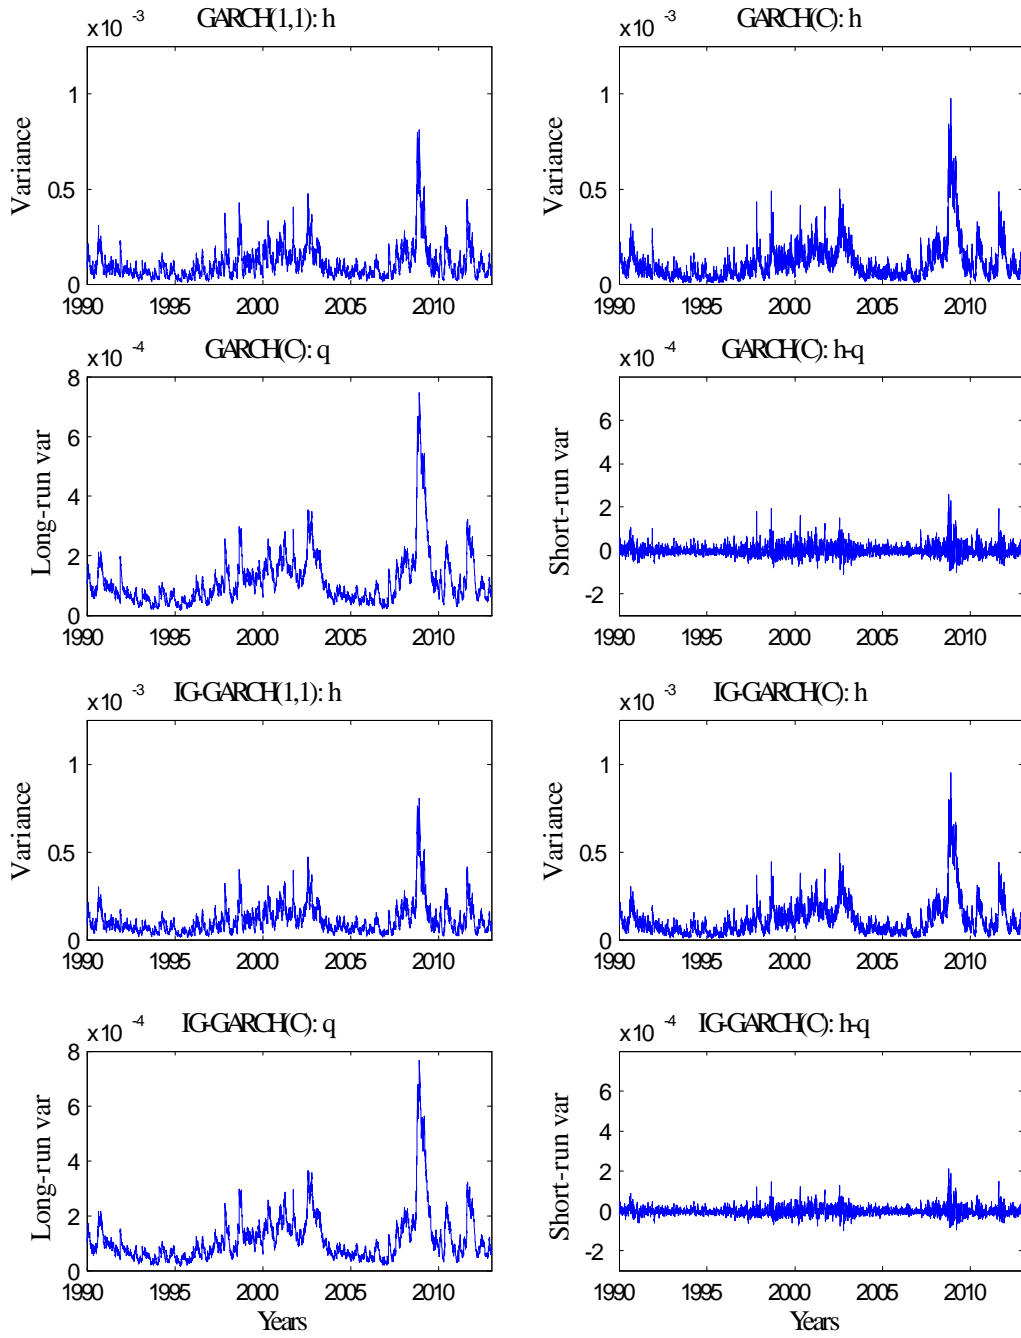 x10 -3 GARCH(1,1): h
1
0.5
0
Variance
1990 1995 2000 2005 2010
x10 -3 GARCH(C): h
1
0.5
0
Variance
1990 1995 2000 2005 2010
x10 -4 GARCH(C): q
8
6
4
2
0
Long-run var
1990 1995 2000 2005 2010
x10 -4 GARCH(C): h-q
6
4
2
0
-2
Short-run var
1990 1995 2000 2005 2010
x10 -3 IG-GARCH(1,1): h
1
0.5
0
Variance
1990 1995 2000 2005 2010
x10 -3 IG-GARCH(C): h
1
0.5
0
Variance
1990 1995 2000 2005 2010
x10 -4 IG-GARCH(C): q
8
6
4
2
0
Long-run var
1990 1995 2000 2005 2010
Years
x10 -4 IG-GARCH(C): h-q
6
4
2
0
-2
Short-run var
1990 1995 2000 2005 2010
Years